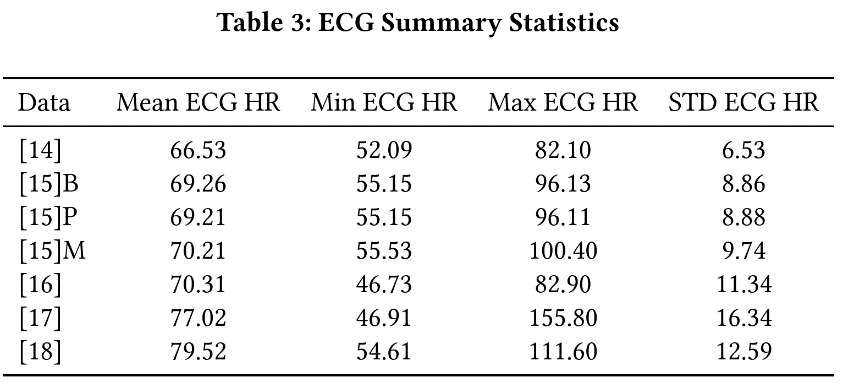 Table 3: ECG Summary Statistics
Data Mean ECG HR Min ECG HR Max ECG HR STD ECG HR
[14] 66.53 52.09 82.10 6.53
[15]B 69.26 55.15 96.13 8.86
[15]P 69.21 55.15 96.11 8.88
[15]M 70.21 55.53 100.40 9.74
[16] 70.31 46.73 82.90 11.34
[17] 77.02 46.91 155.80 16.34
[18] 79.52 54.61 111.60 12.59